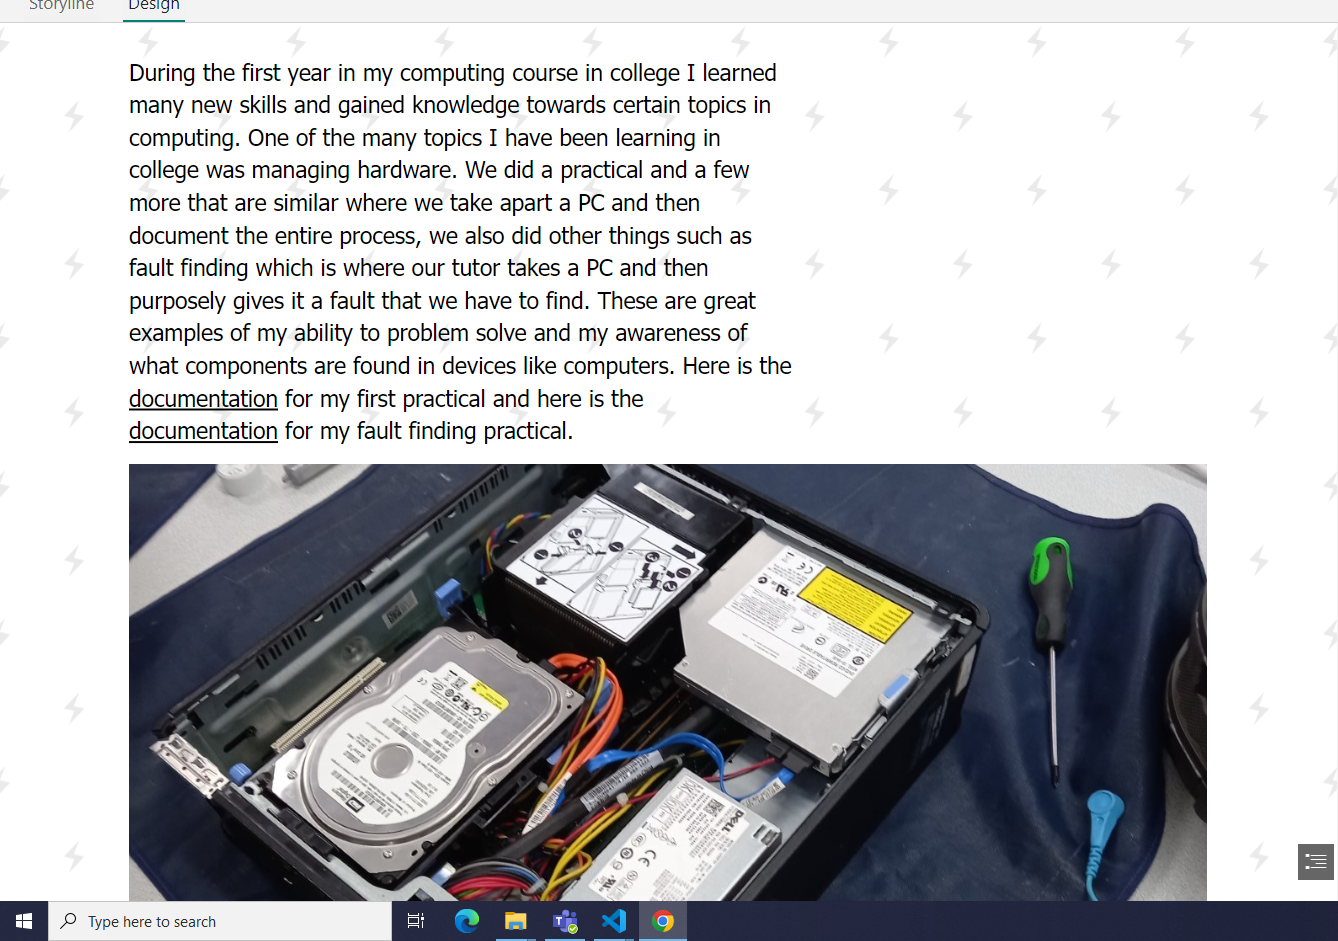 Storyline Design
During the first year in my computing course in college I learned
many new skills and gained knowledge towards certain topics in
computing. One of the many topics I have been learning in
college was managing hardware. We did a practical and a few
more that are similar where we take apart a PC and then
document the entire process, we also did other things such as
fault finding which is where our tutor takes a PC and then
purposely gives it a fault that we have to find. These are great
examples of my ability to problem solve and my awareness of
what components are found in devices like computers. Here is the
documentation for my first practical and here is the
documentation for my fault finding practical.
DELL
Type here to search